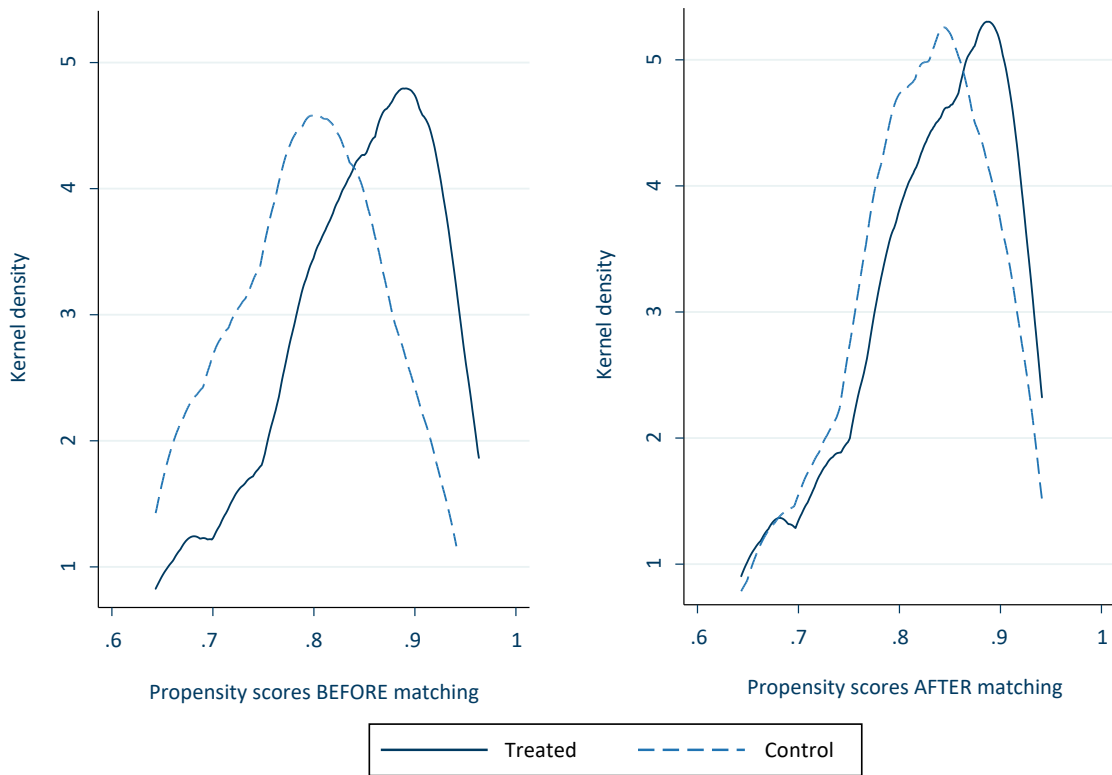 Kernel density
5
4
3
2
1
.6 .7 .8 .9 1
Propensity scores BEFORE matching
Kernel density
5
4
3
2
1
.6 .7 .8 .9 1
Propensity scores AFTER matching
Treated Control